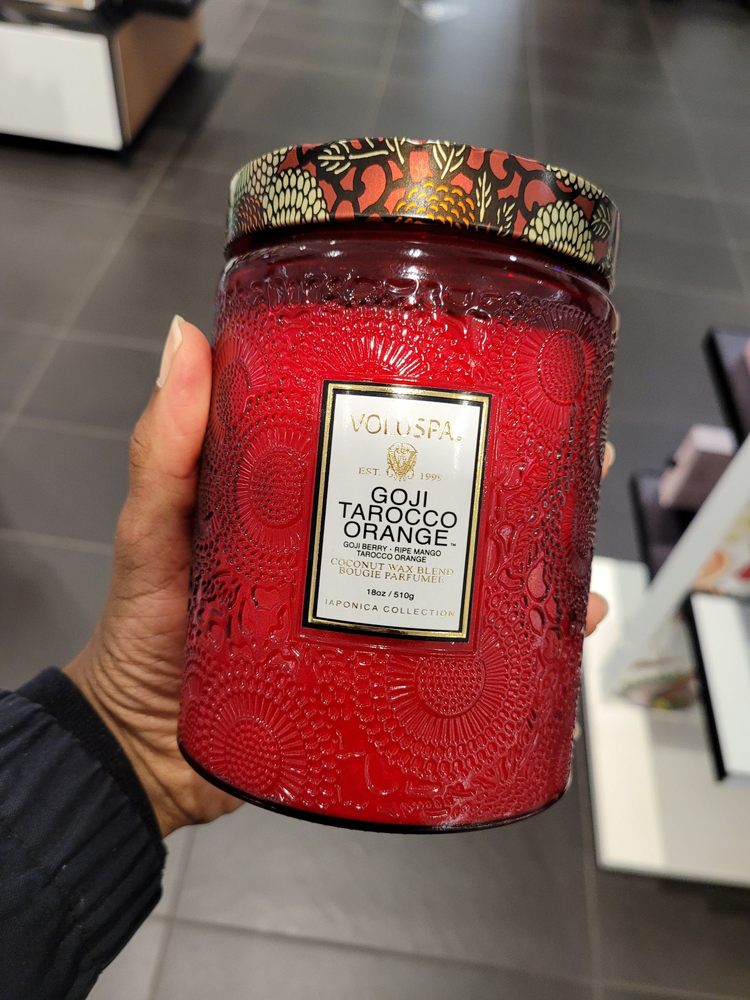 VOLUSPA.
EST. 1999
GOJI
TAROCCO
ORANGE™
GOJI BERRY · RIPE MANGO
TAROCCO ORANGE
COCONUT WAX BLEND
BOUGIE PARFUMÉE
18oz / 510g
JAPONICA COLLECTION